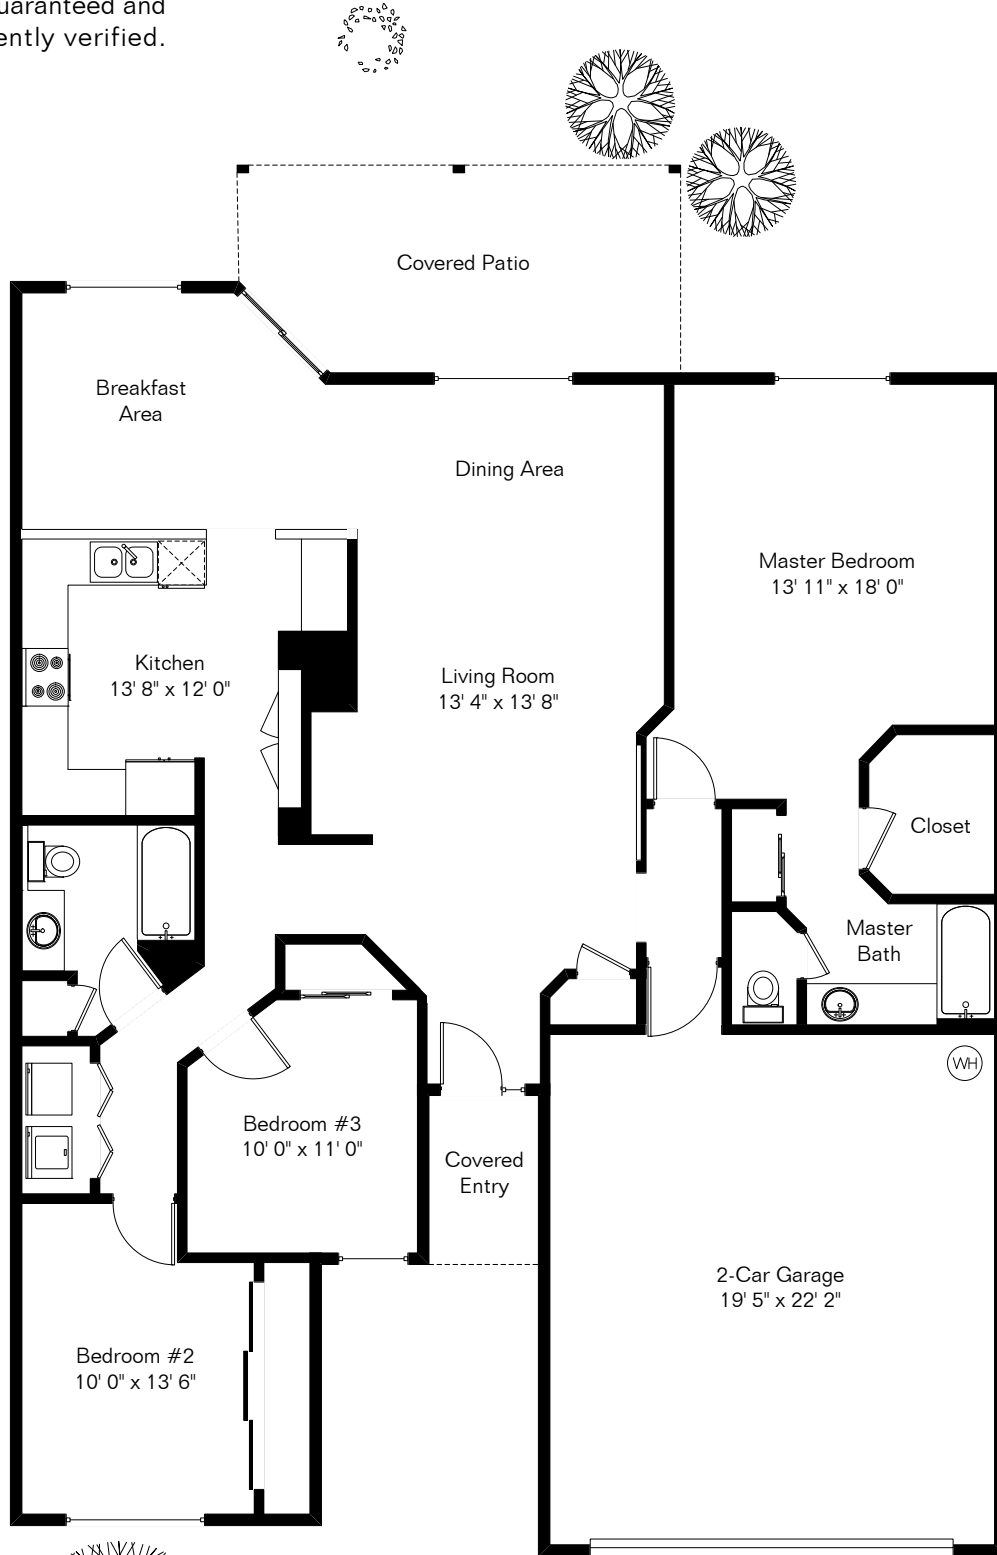 ently verified.
Covered Patio
Breakfast
Area
Dining Area
Master Bedroom
13' 11" x 18' 0"
Kitchen
13' 8" x 12' 0"
Living Room
13' 4" x 13' 8"
Closet
Master
Bath
WH
Bedroom #3
10' 0" x 11' 0"
Covered
Entry
2-Car Garage
19' 5" x 22' 2"
Bedroom #2
10' 0" x 13' 6"